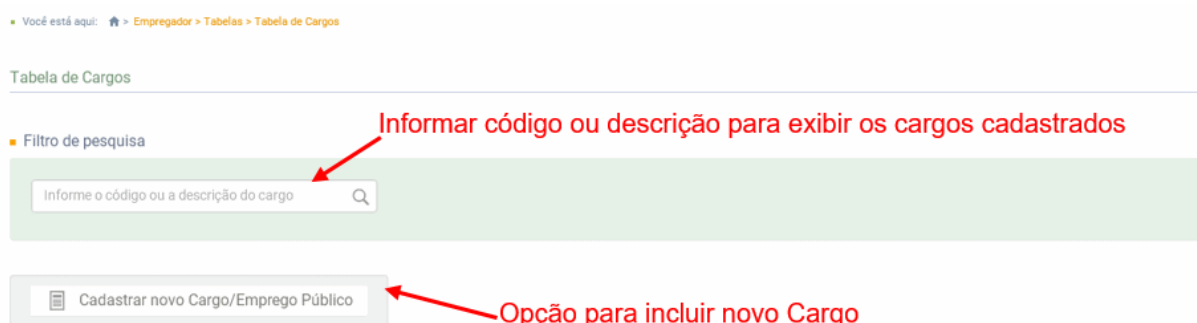 Você está aqui: > Empregador > Tabelas > Tabela de Cargos
Tabela de Cargos
Informar código ou descrição para exibir os cargos cadastrados
Filtro de pesquisa
Informe o código ou a descrição do cargo
Cadastrar novo Cargo/Emprego Público
Opção para incluir novo Cargo